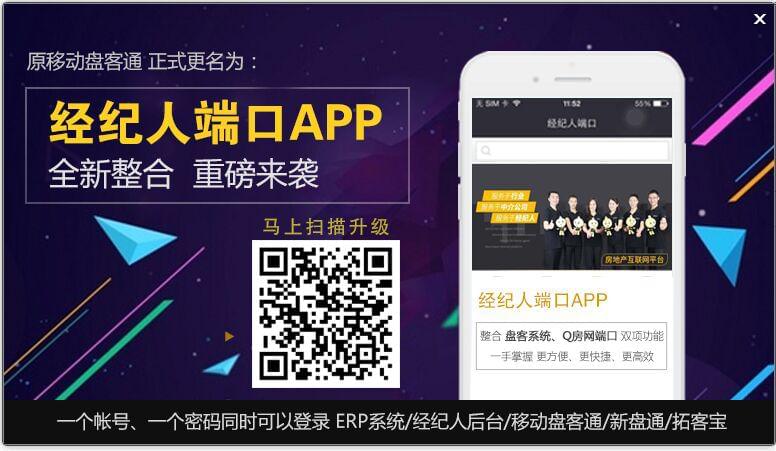 原移动盘客通 正式更名为：
经纪人端口APP
全新整合 重磅来袭
马上扫描升级
无 SIM 卡
11:52
55%
经纪人端口
服务于行业
服务于中介公司
服务于经纪人
房地产互联网平台
经纪人端口APP
整合 盘客系统、Q房网端口 双项功能
一手掌握 更方便、更快捷、更高效
一个帐号、一个密码同时可以登录 ERP系统/经纪人后台/移动盘客通/新盘通/拓客宝